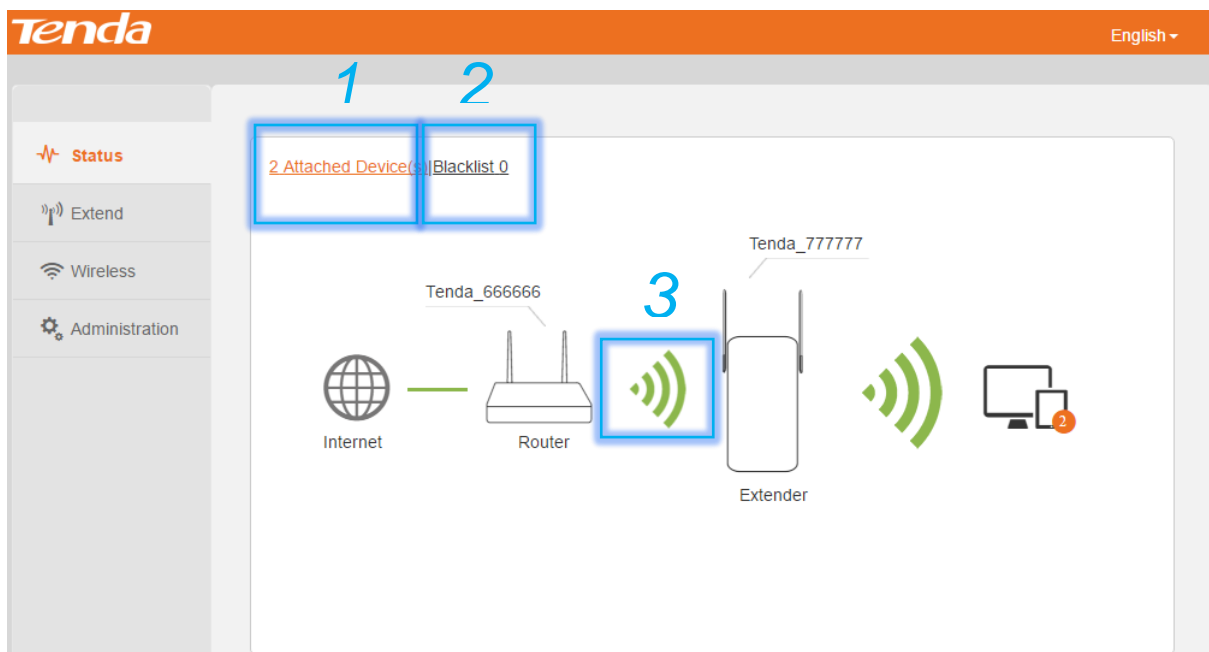 Tenda
English
1 2
Status
2 Attached Device(s)|Blacklist 0
Extend
Tenda_777777
Wireless
Tenda_666666
3
Administration
2
Internet
Router
Extender